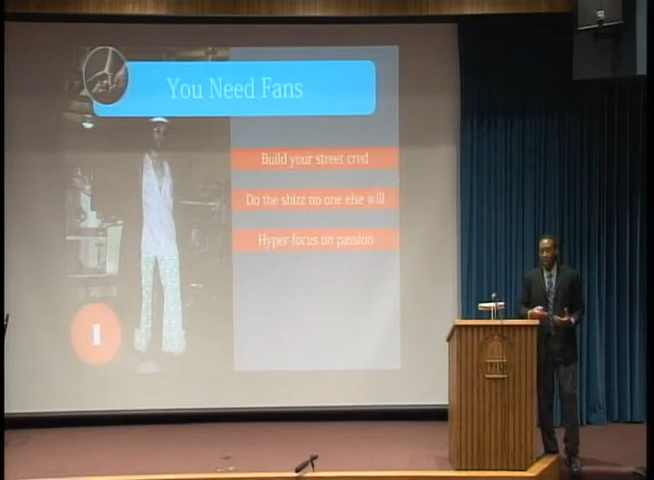 You Need Fans
Build your street cred
Do the shizz no one else will
Hyper-focus on passion
1